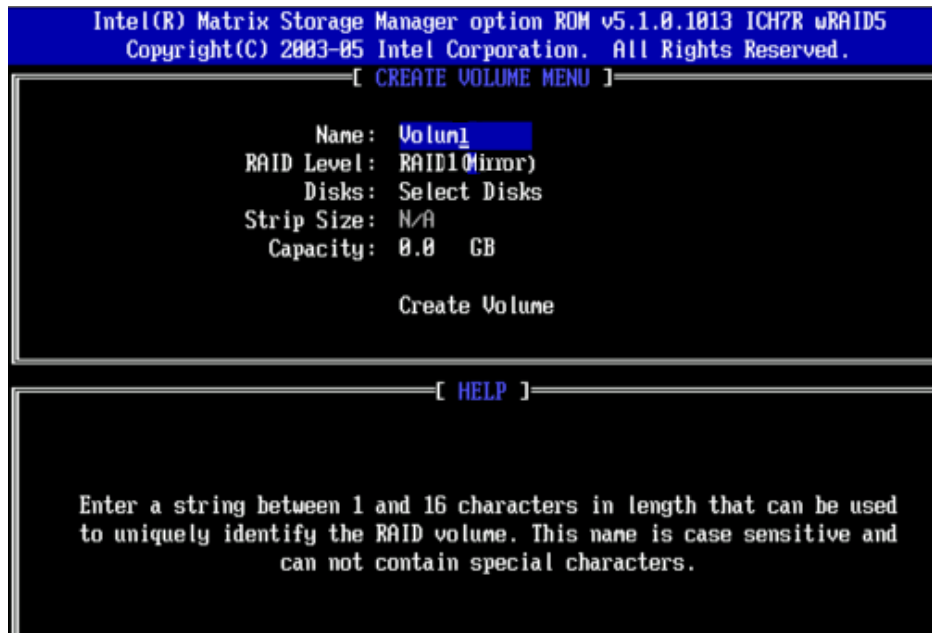 Intel(R) Matrix Storage Manager option ROM v5.1.0.1013 ICH7R wRAID5
Copyright(C) 2003-05 Intel Corporation. All Rights Reserved.
[ CREATE VOLUME MENU ]
Name: Volum1
RAID Level: RAID1(Mirror)
Disks: Select Disks
Strip Size: N/A
Capacity: 0.0 GB
Create Volume
[ HELP ]
Enter a string between 1 and 16 characters in length that can be used
to uniquely identify the RAID volume. This name is case sensitive and
can not contain special characters.